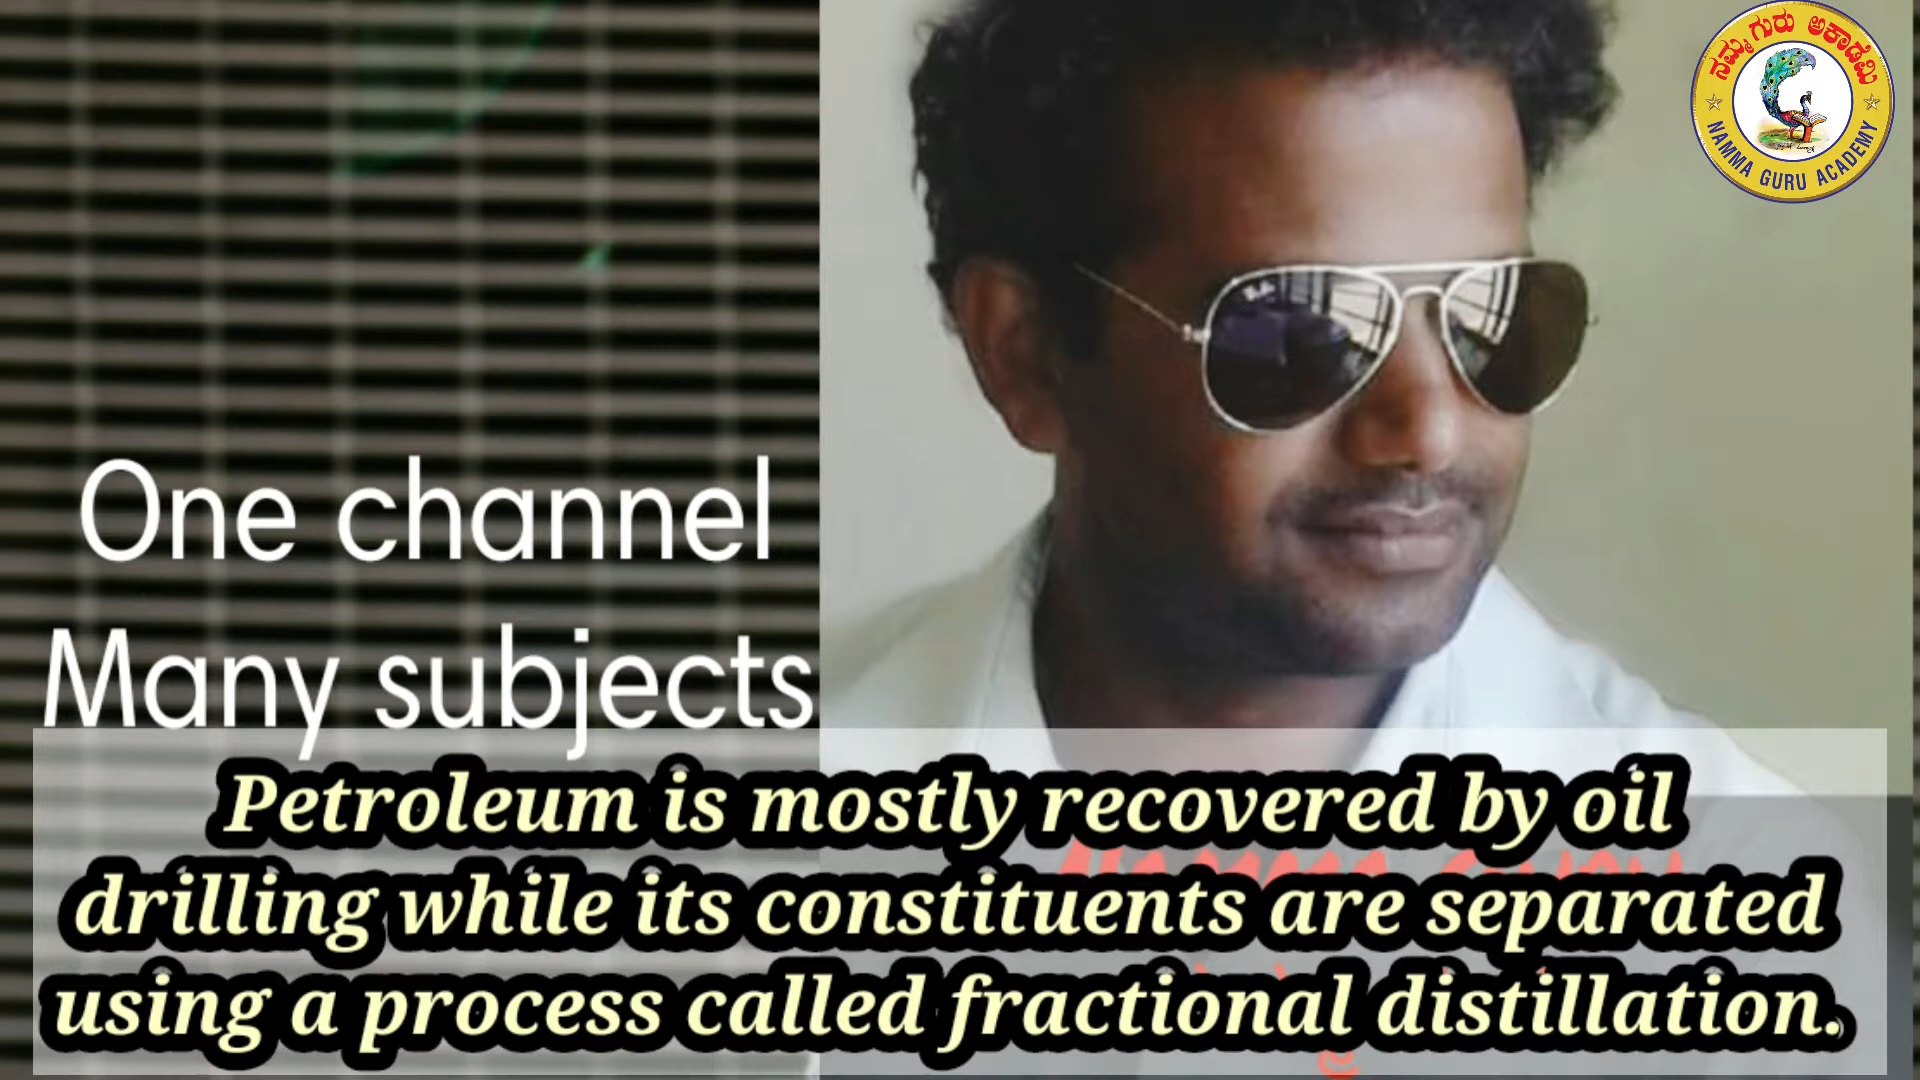 ನಮ್ಮ ಗುರು ಅಕಾಡೆಮಿ
NAMMA GURU ACADEMY
One channel
Many subjects
Petroleum is mostly recovered by oil
drilling while its constituents are separated
using a process called fractional distillation.